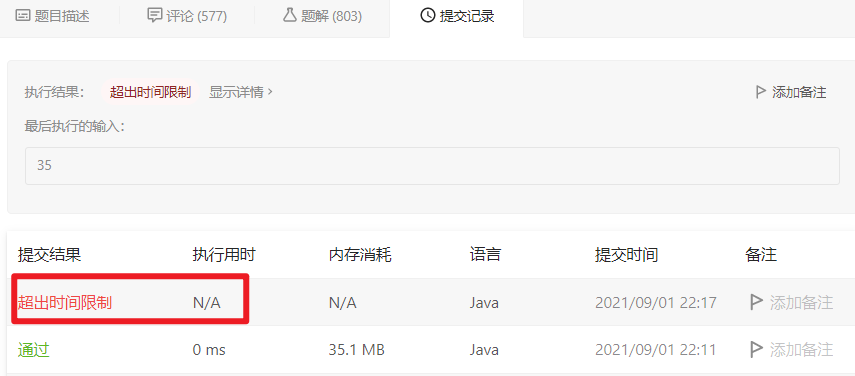 题目描述 评论 (577) 题解 (803) 提交记录
执行结果： 超出时间限制 显示详情 › 添加备注
最后执行的输入：
35
提交结果 执行用时 内存消耗 语言 提交时间 备注
超出时间限制 N/A N/A Java 2021/09/01 22:17 添加备注
通过 0 ms 35.1 MB Java 2021/09/01 22:11 添加备注